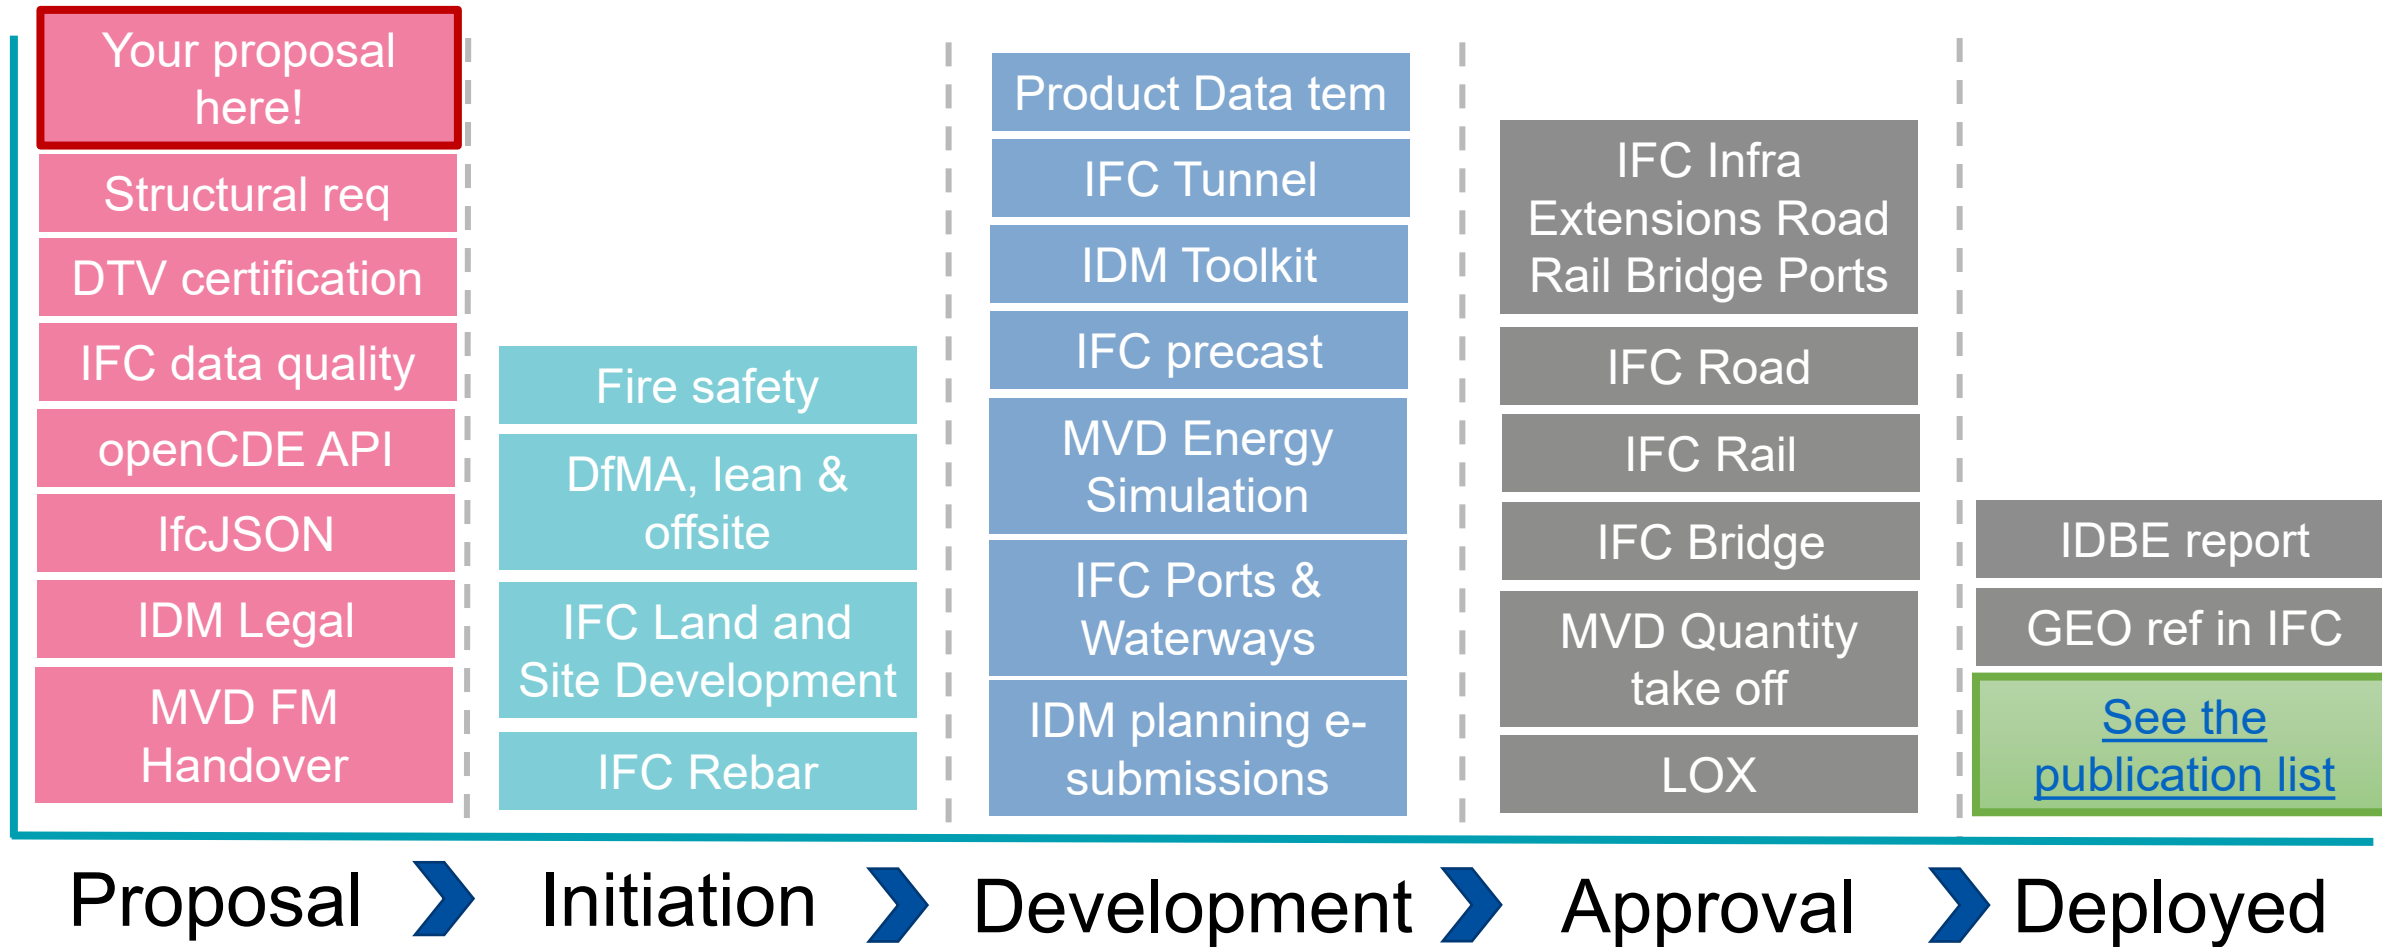 Your proposal
here!
Structural req
DTV certification
IFC data quality
openCDE API
IfcJSON
IDM Legal
MVD FM
Handover
Fire safety
DfMA, lean &
offsite
IFC Land and
Site Development
IFC Rebar
Product Data tem
IFC Tunnel
IDM Toolkit
IFC precast
MVD Energy
Simulation
IFC Ports &
Waterways
IDM planning e-
submissions
IFC Infra
Extensions Road
Rail Bridge Ports
IFC Road
IFC Rail
IFC Bridge
MVD Quantity
take off
LOX
IDBE report
GEO ref in IFC
See the
publication list
Proposal
Initiation
Development
Approval
Deployed